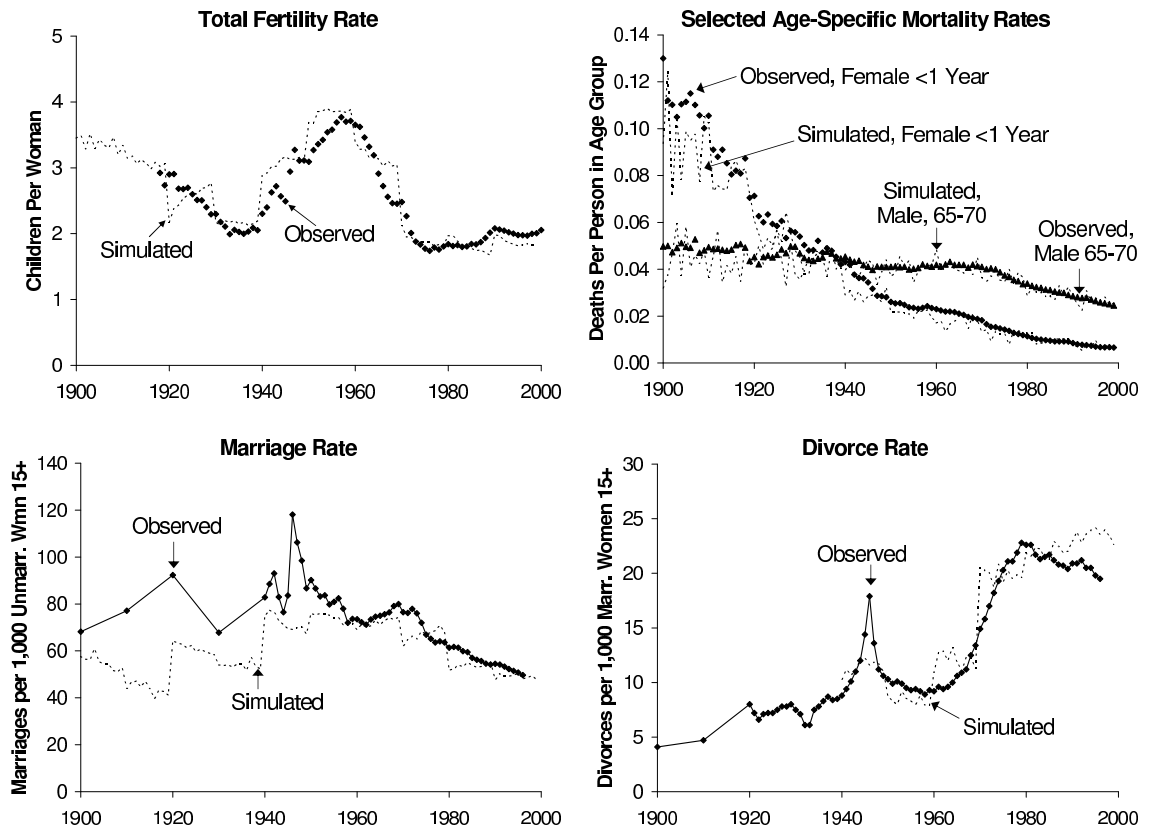 Total Fertility Rate
Children Per Woman
5
4
3
2
1
0
Simulated
Observed
1900 1920 1940 1960 1980 2000
Selected Age-Specific Mortality Rates
Deaths Per Person in Age Group
0.14
0.12
0.10
0.08
0.06
0.04
0.02
0.00
Observed, Female <1 Year
Simulated, Female <1 Year
Simulated,
Male, 65-70
Observed,
Male 65-70
1900 1920 1940 1960 1980 2000
Marriage Rate
Marriages per 1,000 Unmarr. Wmn 15+
140
120
100
80
60
40
20
0
Observed
Simulated
1900 1920 1940 1960 1980 2000
Divorce Rate
Divorces per 1,000 Marr. Women 15+
30
25
20
15
10
5
0
Observed
Simulated
1900 1920 1940 1960 1980 2000